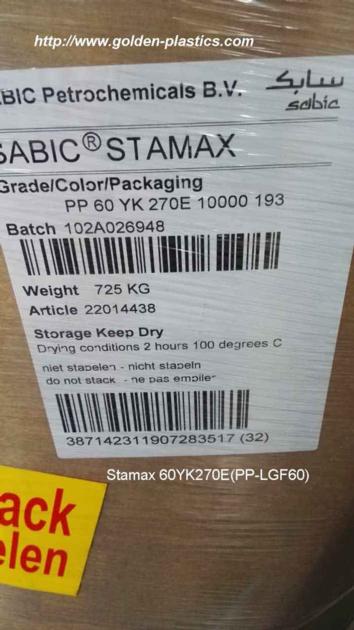 http://www.golden-plastics.com
BIC Petrochemicals B.V.
سابك
sabic
SABIC® STAMAX
Grade/Color/Packaging
PP 60 YK 270E 10000 193
Batch 102A026948
Weight 725 KG
Article 22014438
Storage Keep Dry
Drying conditions 2 hours 100 degrees C
niet stapelen - nicht stapeln
do not stack - ne pas empiler
387142311907283517 (32)
Stamax 60YK270E(PP-LGF60)
ack
elen